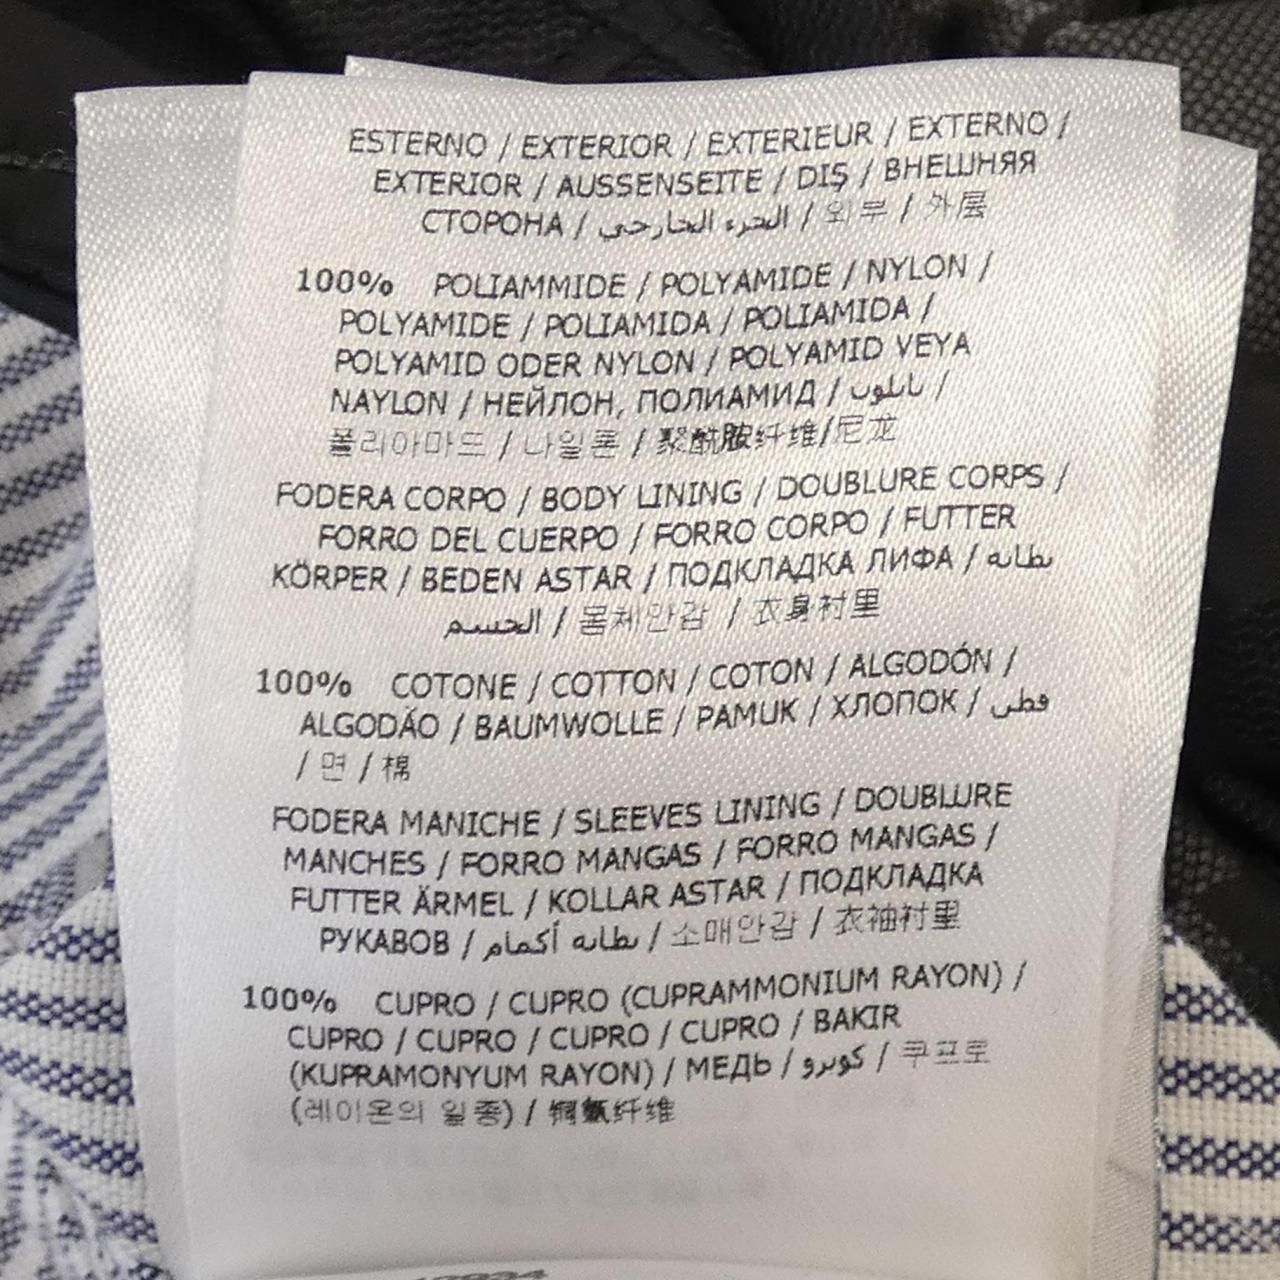 ESTERNO / EXTERIOR / EXTERIEUR / EXTERNO /
EXTERIOR / AUSSENSEITE / DIŞ / ВНЕШНЯЯ
СТОРОНА / الجزء الخارجي / 외부 / 外层
100% POLIAMMIDE / POLYAMIDE / NYLON /
POLYAMIDE / POLIAMIDA / POLIAMIDA /
POLYAMID ODER NYLON / POLYAMID VEYA
NAYLON / НЕЙЛОН, ПОЛИАМИД / نايلون /
폴리아마드 / 나일론 / 聚酰胺纤维/尼龙
FODERA CORPO / BODY LINING / DOUBLURE CORPS /
FORRO DEL CUERPO / FORRO CORPO / FUTTER
KÖRPER / BEDEN ASTAR / ПОДКЛАДКА ЛИФА / بطانه
الجسم / 몸체안감 / 衣身衬里
100% COTONE / COTTON / COTON / ALGODÓN /
ALGODÁO / BAUMWOLLE / PAMUK / ХЛОПОК / قطن
/ 면 / 棉
FODERA MANICHE / SLEEVES LINING / DOUBLURE
MANCHES / FORRO MANGAS / FORRO MANGAS /
FUTTER ÄRMEL / KOLLAR ASTAR / ПОДКЛАДКА
РУКАВОВ / بطانه أكمام / 소매안감 / 衣袖衬里
100% CUPRO / CUPRO (CUPRAMMONIUM RAYON) /
CUPRO / CUPRO / CUPRO / CUPRO / BAKIR
(KUPRAMONYUM RAYON) / МЕДЬ / كوبرو / 쿠프로
(레이온의 일종) / 铜氨纤维